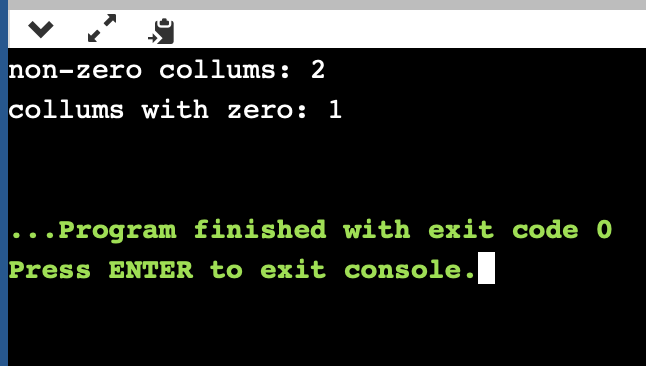 non-zero collums: 2
collums with zero: 1
...Program finished with exit code 0
Press ENTER to exit console.